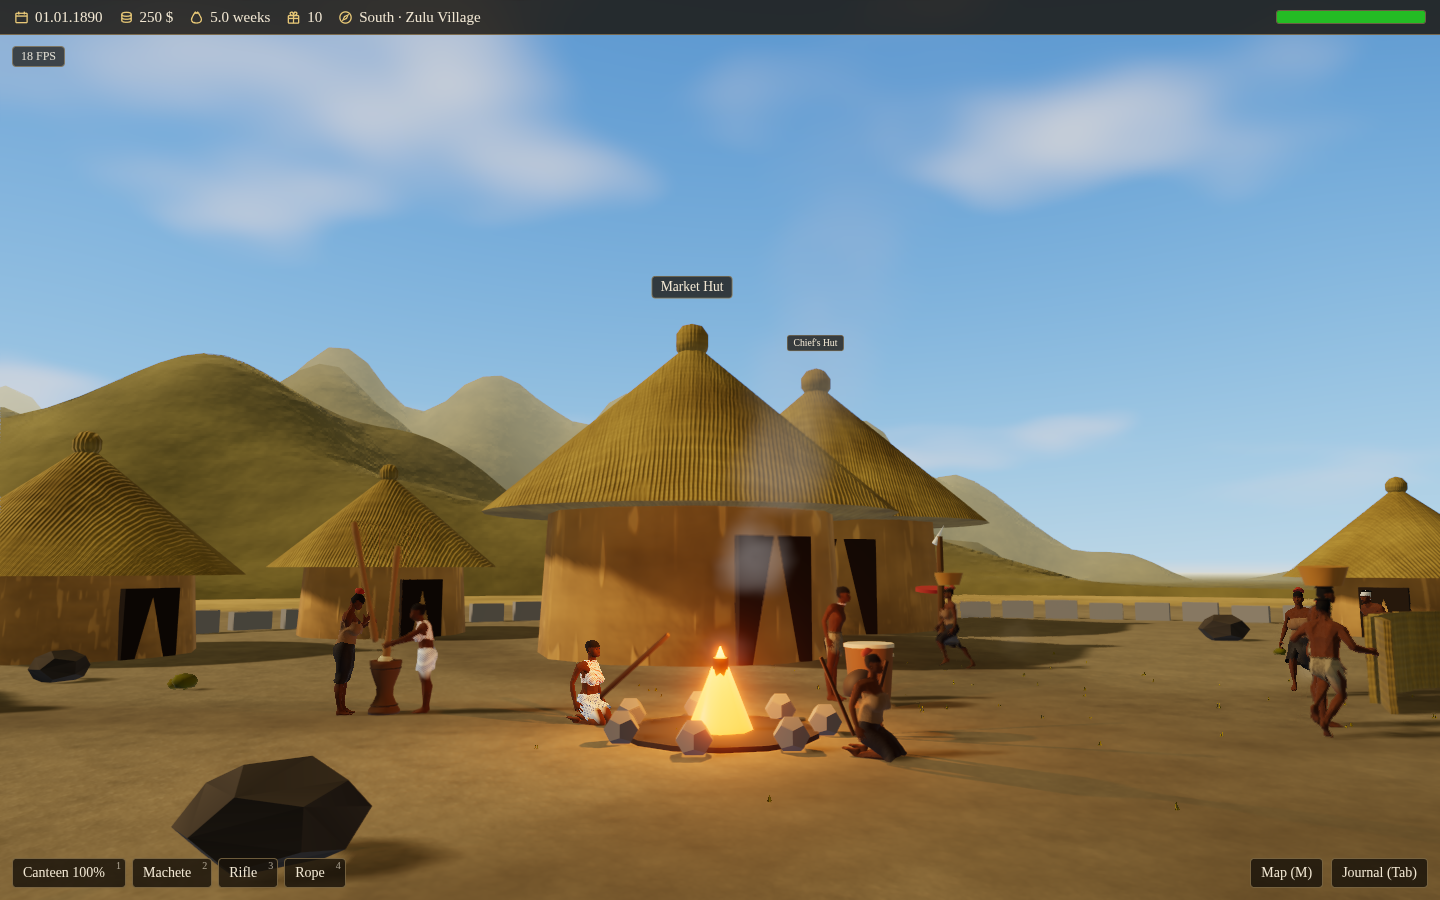 01.01.1890 250 $ 5.0 weeks 10 South · Zulu Village
18 FPS
Market Hut
Chief's Hut
Canteen 100% 1 Machete 2 Rifle 3 Rope 4 Map (M) Journal (Tab)